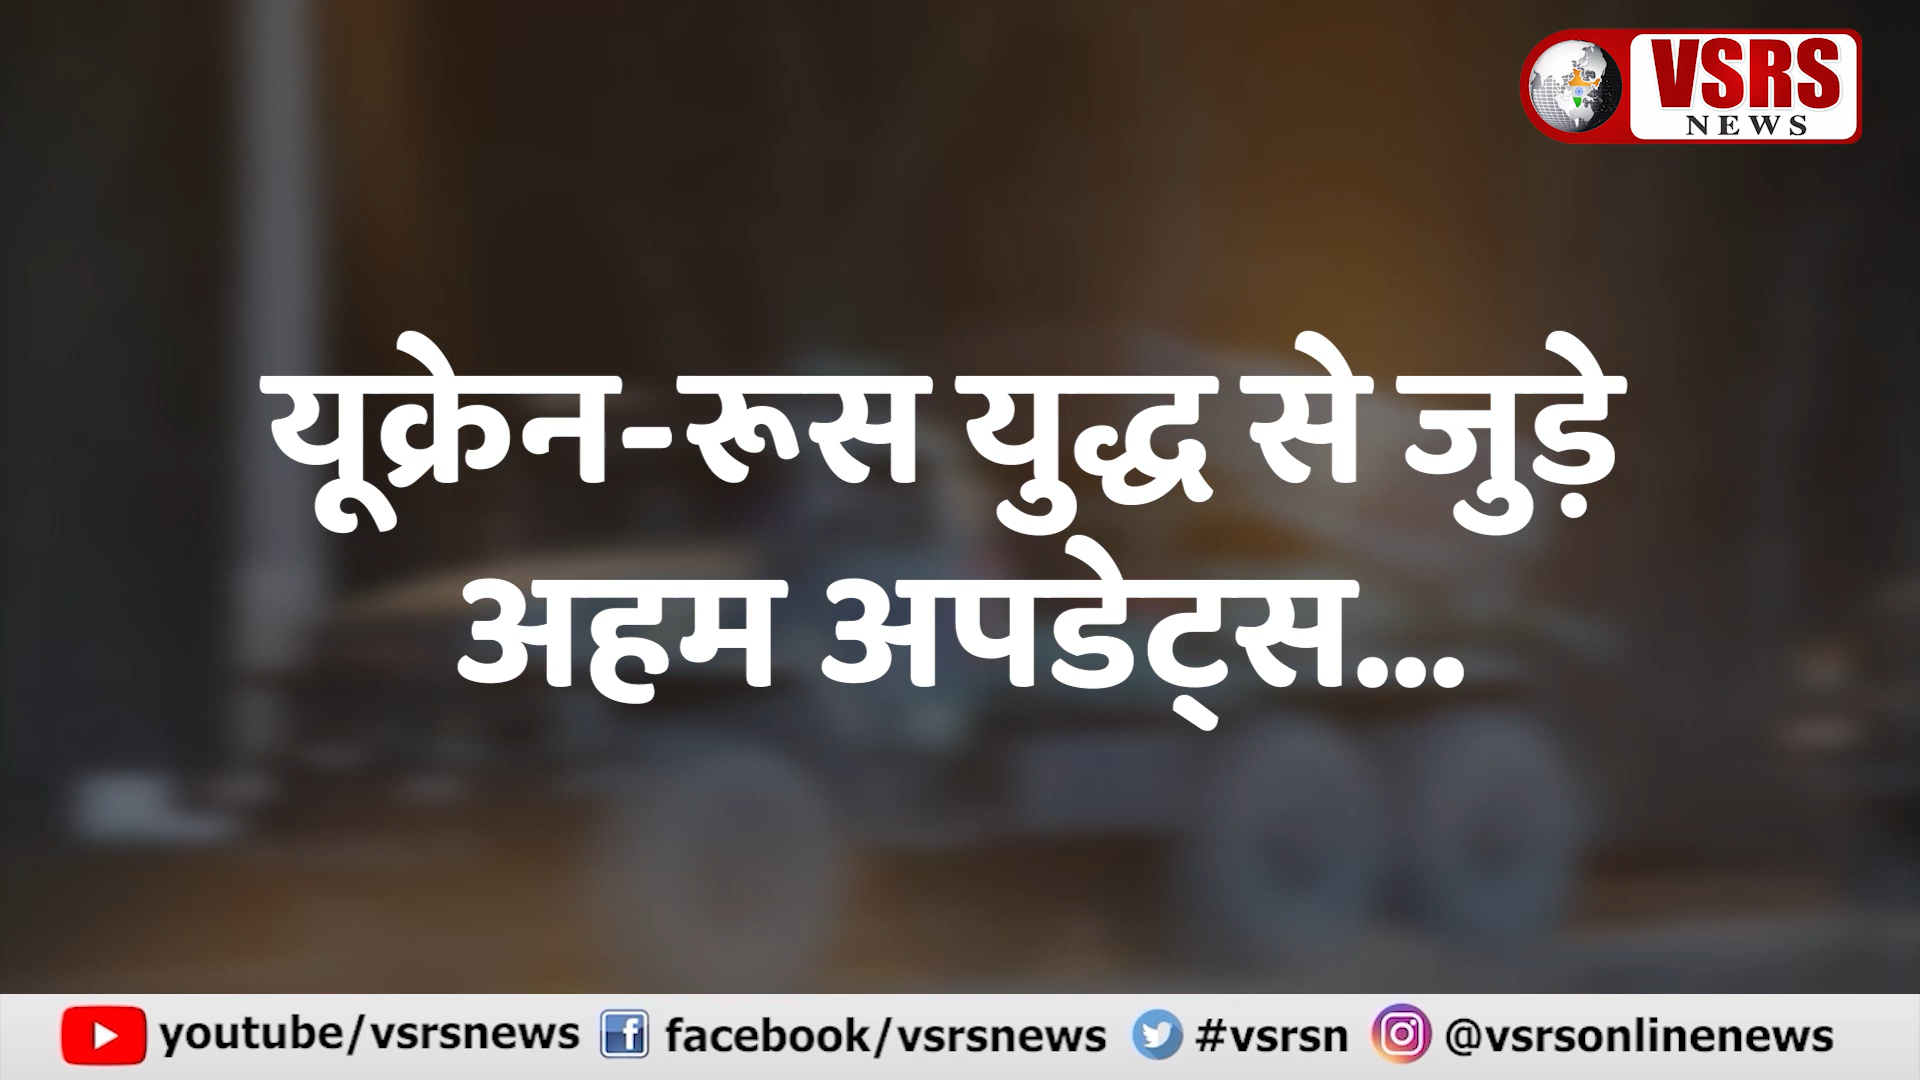 VSRS
NEWS
यूक्रेन-रूस युद्ध से जुड़े
अहम अपडेट्स...
youtube/vsrsnews facebook/vsrsnews #vsrsn @vsrsonlinenews